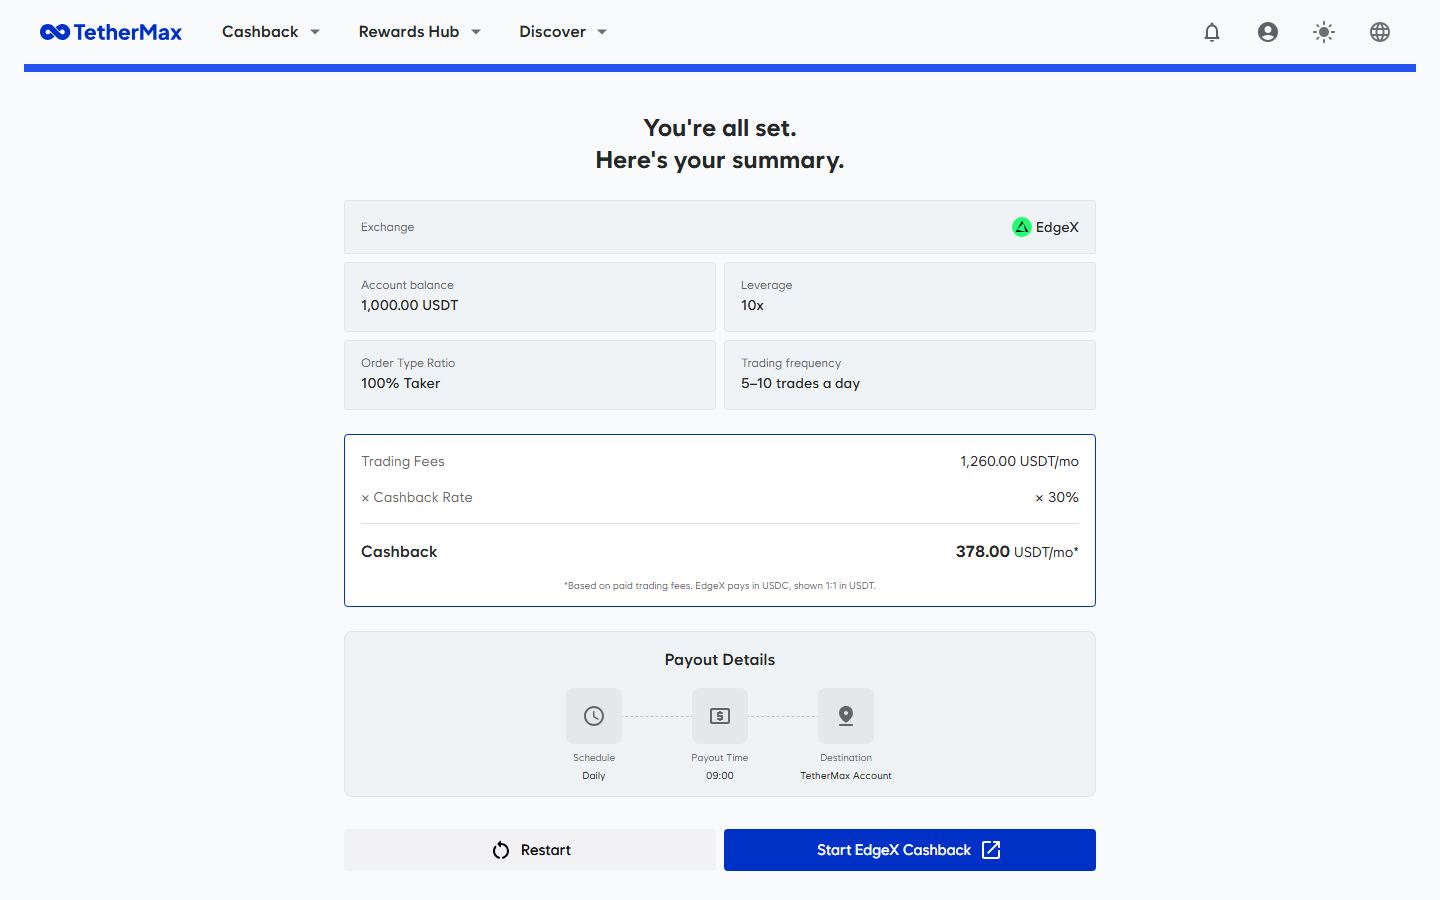 TetherMax
Cashback
Rewards Hub
Discover
You're all set.
Here's your summary.
Exchange
EdgeX
Account balance
1,000.00 USDT
Leverage
10x
Order Type Ratio
100% Taker
Trading frequency
5–10 trades a day
Trading Fees
1,260.00 USDT/mo
× Cashback Rate
× 30%
Cashback
378.00 USDT/mo*
*Based on paid trading fees. EdgeX pays in USDC, shown 1:1 in USDT.
Payout Details
Schedule
Daily
Payout Time
09:00
Destination
TetherMax Account
Restart
Start EdgeX Cashback